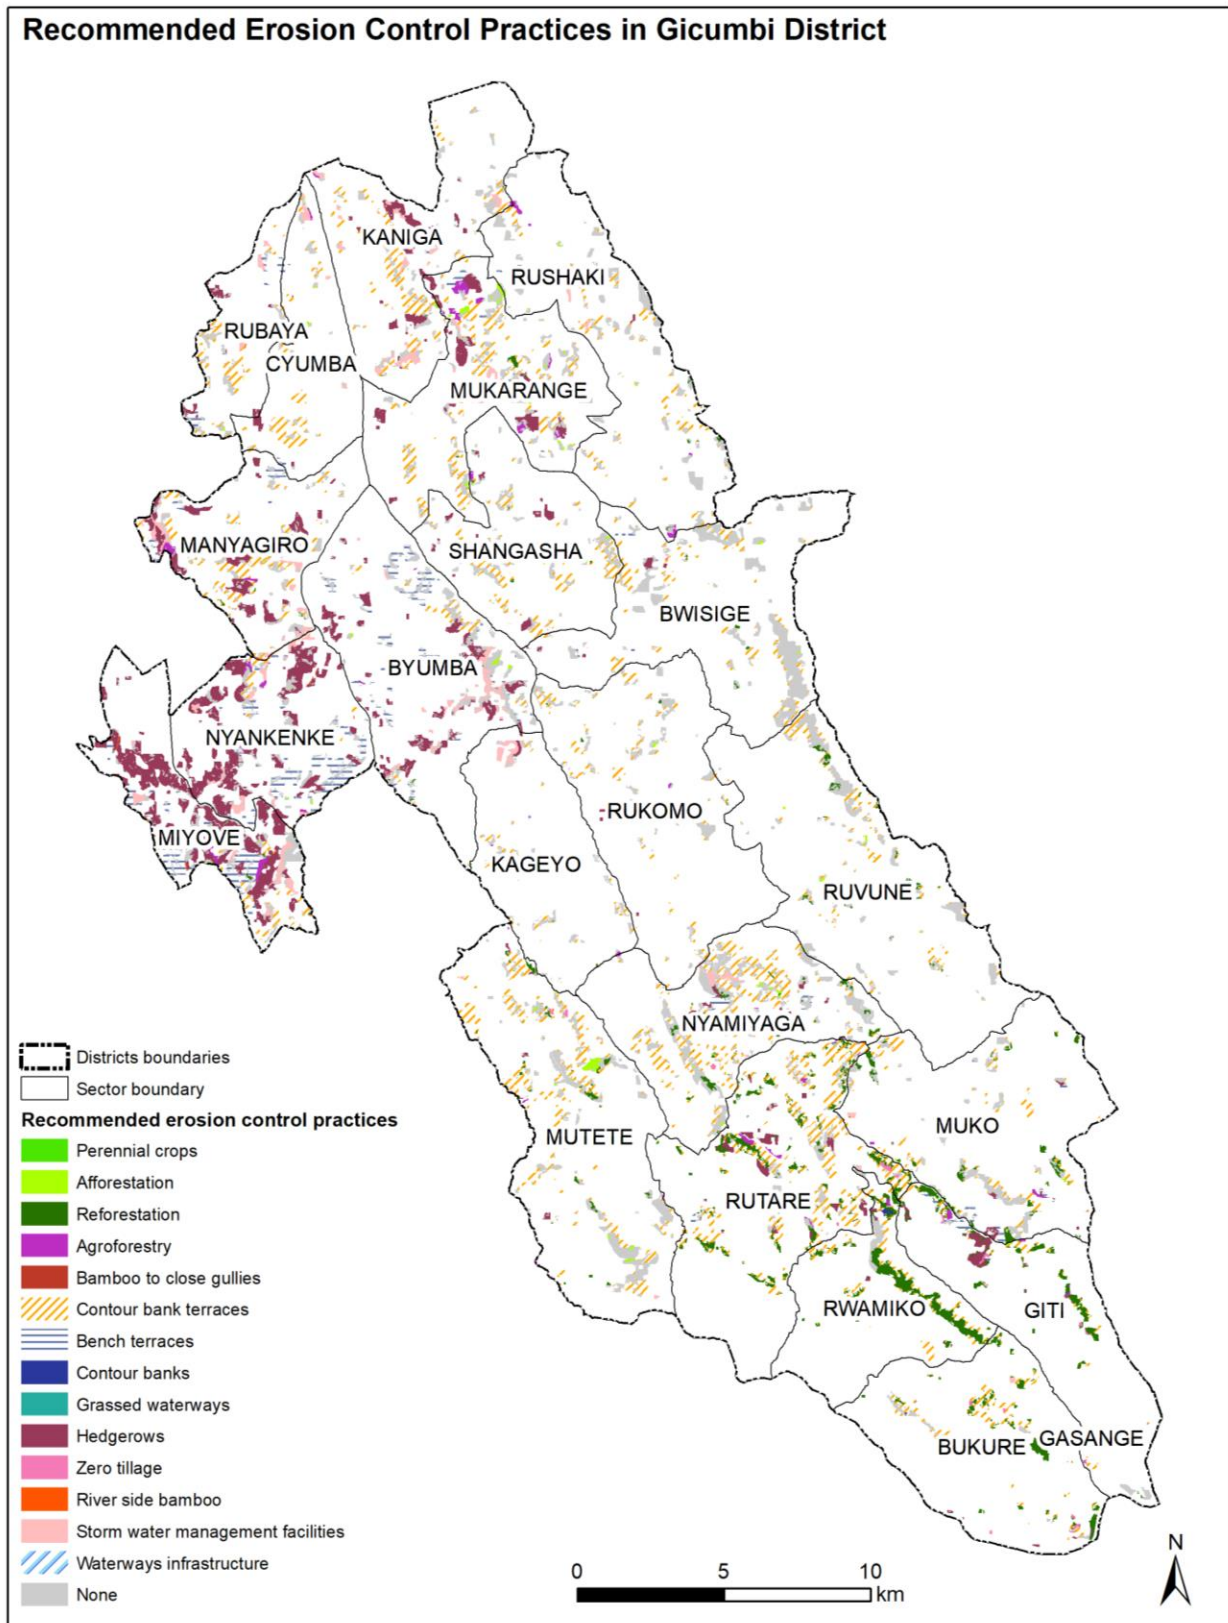 Recommended Erosion Control Practices in Gicumbi District
KANIGA
RUSHAKI
RUBAYA
CYUMBA
MUKARANGE
MANYAGIRO
SHANGASHA
BWISIGE
BYUMBA
NYANKENKE
RUKOMO
MIYOVE
KAGEYO
RUVUNE
NYAMIYAGA
MUKO
MUTETE
RUTARE
RWAMIKO
GITI
BUKURE
GASANGE
Districts boundaries
Sector boundary
Recommended erosion control practices
Perennial crops
Afforestation
Reforestation
Agroforestry
Bamboo to close gullies
Contour bank terraces
Bench terraces
Contour banks
Grassed waterways
Hedgerows
Zero tillage
River side bamboo
Storm water management facilities
Waterways infrastructure
None
0 5 10
km
N